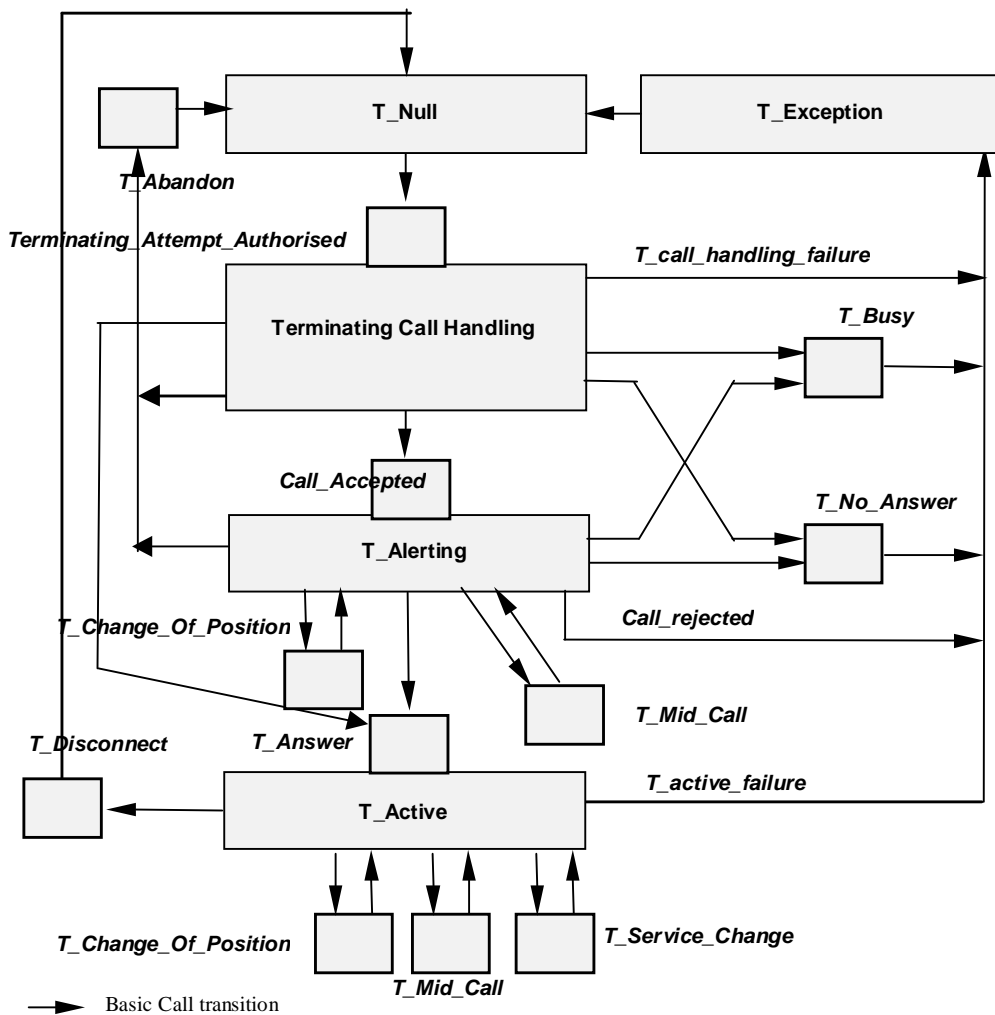 T_Null
T_Exception
T_Abandon
Terminating_Attempt_Authorised
T_call_handling_failure
Terminating Call Handling
T_Busy
Call_Accepted
T_No_Answer
T_Alerting
T_Change_Of_Position
Call_rejected
T_Mid_Call
T_Disconnect
T_Answer
T_active_failure
T_Active
T_Change_Of_Position
T_Service_Change
T_Mid_Call
Basic Call transition